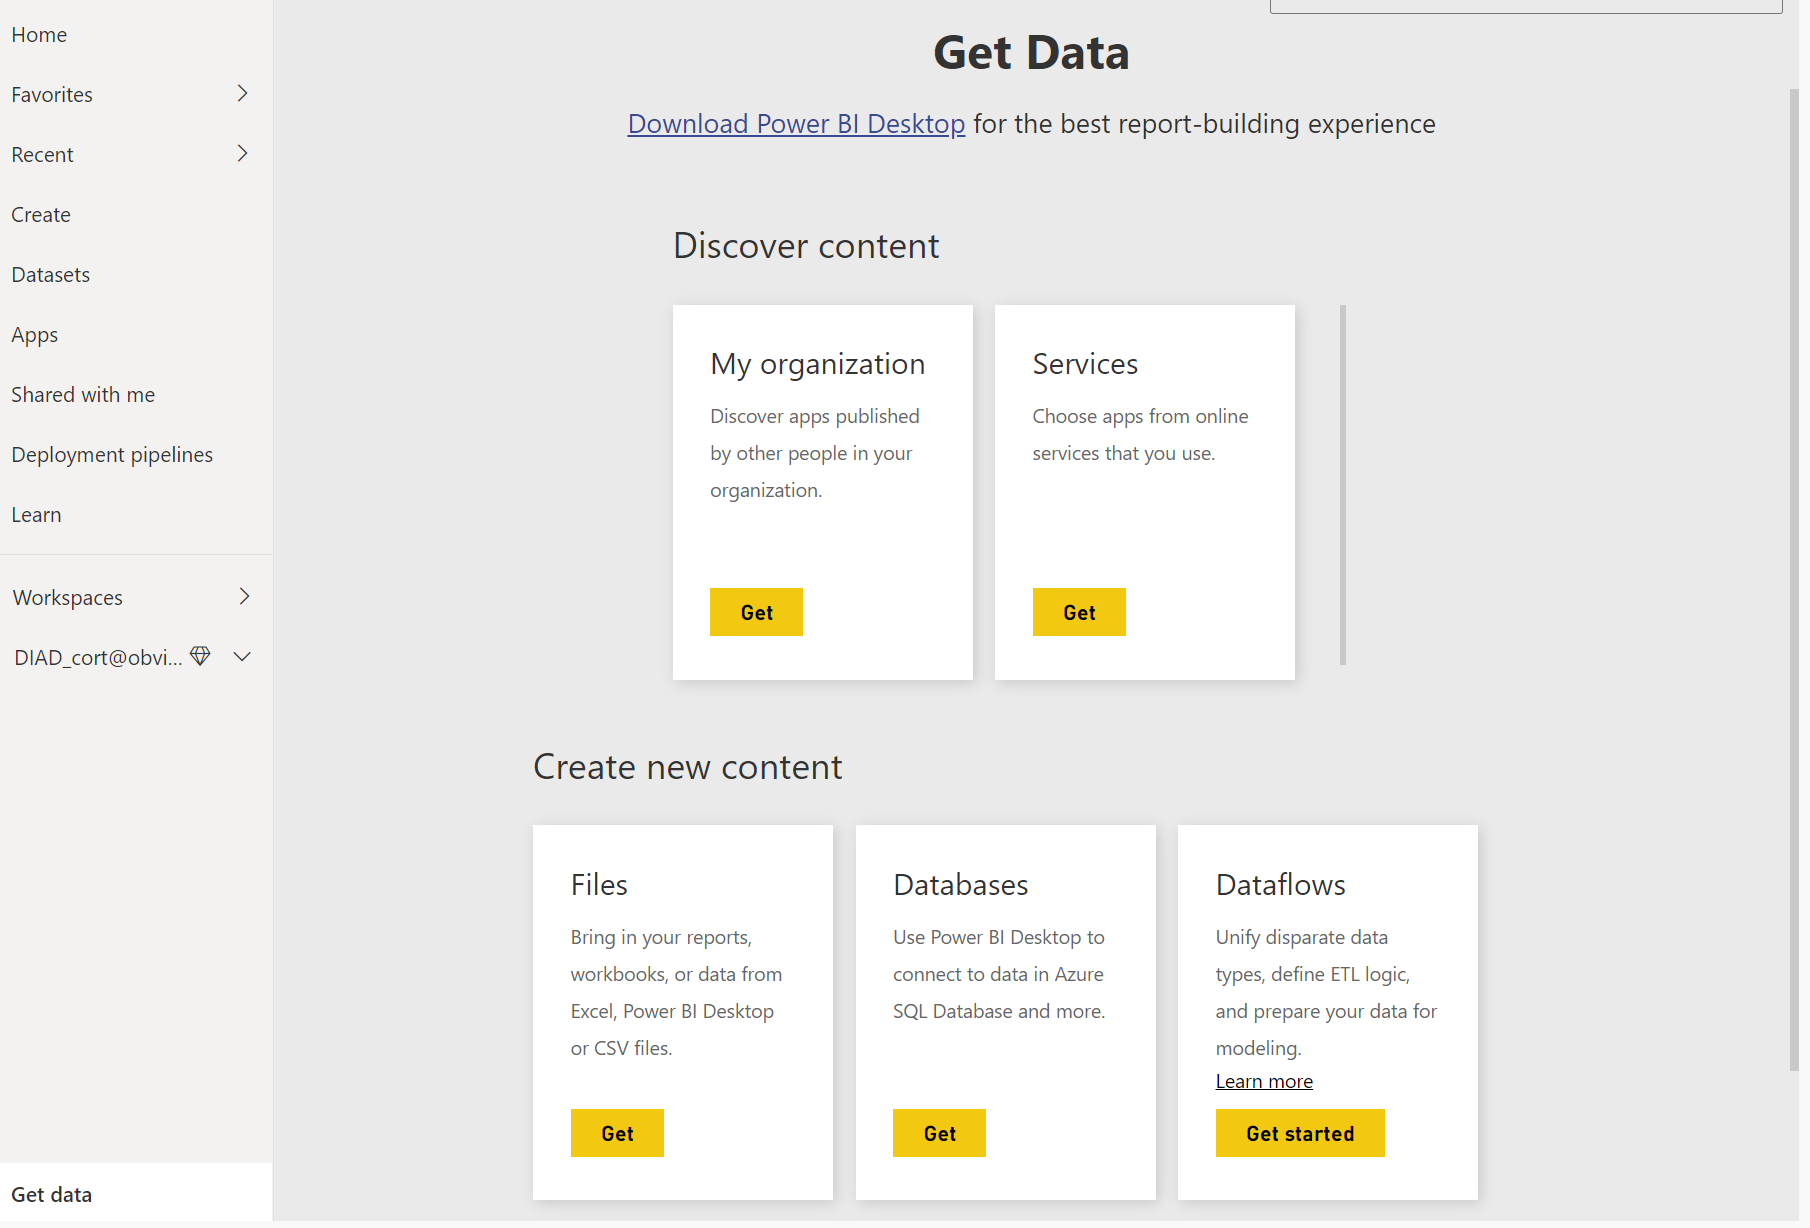 Home
Favorites
Recent
Create
Datasets
Apps
Shared with me
Deployment pipelines
Learn
Workspaces
DIAD_cort@obvi...
Get data
Get Data
Download Power BI Desktop for the best report-building experience
Discover content
My organization
Discover apps published
by other people in your
organization.
Get
Services
Choose apps from online
services that you use.
Get
Create new content
Files
Bring in your reports,
workbooks, or data from
Excel, Power BI Desktop
or CSV files.
Get
Databases
Use Power BI Desktop to
connect to data in Azure
SQL Database and more.
Get
Dataflows
Unify disparate data
types, define ETL logic,
and prepare your data for
modeling.
Learn more
Get started